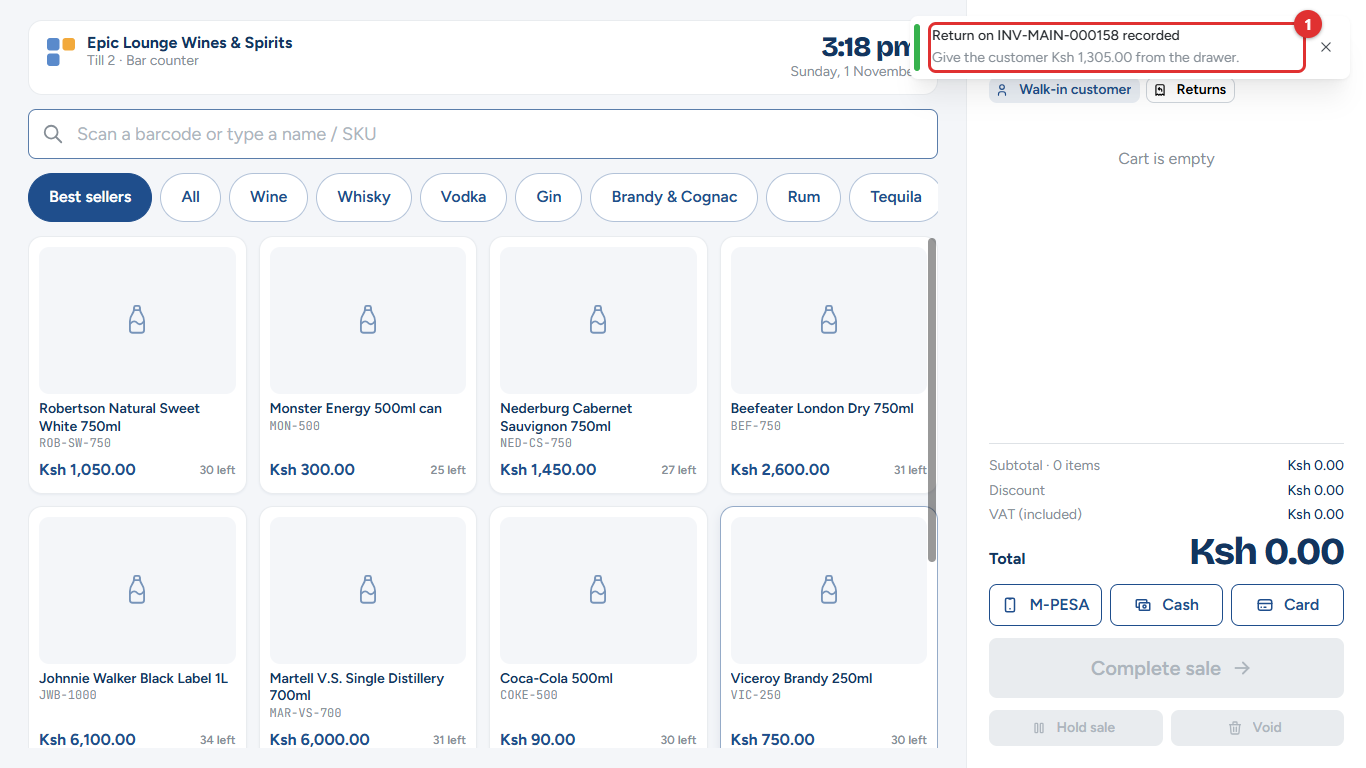 Epic Lounge Wines & Spirits
Till 2 · Bar counter
3:18 pm
Sunday, 1
Return on INV-MAIN-000158 recorded
Give the customer Ksh 1,305.00 from the drawer.
1
Walk-in customer
Returns
Scan a barcode or type a name / SKU
Cart is empty
Best sellers
All
Wine
Whisky
Vodka
Gin
Brandy & Cognac
Rum
Tequila
Robertson Natural Sweet
White 750ml
ROB-SW-750
Ksh 1,050.00
30 left
Monster Energy 500ml can
MON-500
Ksh 300.00
25 left
Nederburg Cabernet
Sauvignon 750ml
NED-CS-750
Ksh 1,450.00
27 left
Beefeater London Dry 750ml
BEF-750
Ksh 2,600.00
31 left
Johnnie Walker Black Label 1L
JWB-1000
Ksh 6,100.00
34 left
Martell V.S. Single Distillery
700ml
MAR-VS-700
Ksh 6,000.00
31 left
Coca-Cola 500ml
COKE-500
Ksh 90.00
30 left
Viceroy Brandy 250ml
VIC-250
Ksh 750.00
30 left
Subtotal · 0 items
Ksh 0.00
Discount
Ksh 0.00
VAT (included)
Ksh 0.00
Total
Ksh 0.00
M-PESA
Cash
Card
Complete sale
Hold sale
Void